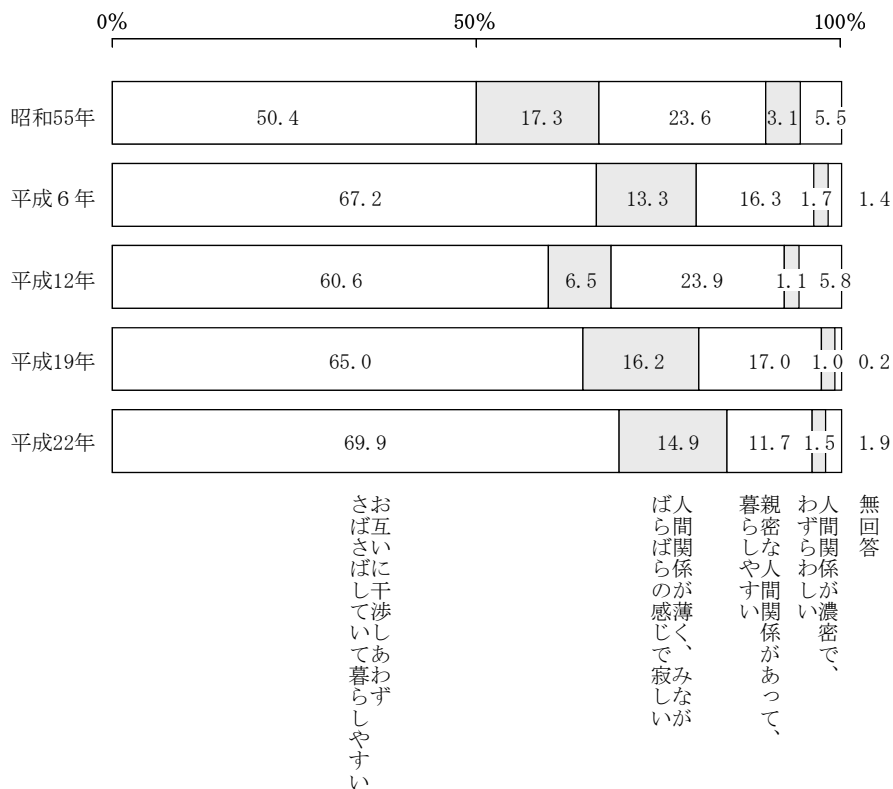 0%
50%
100%
昭和55年
50.4
17.3
23.6
3.1
5.5
平成６年
67.2
13.3
16.3
1.7
1.4
平成12年
60.6
6.5
23.9
1.1
5.8
平成19年
65.0
16.2
17.0
1.0
0.2
平成22年
69.9
14.9
11.7
1.5
1.9
お互いに干渉しあわず
さばさばしていて暮らしやすい
人間関係が薄く、みなが
ばらばらの感じで寂しい
親密な人間関係があって、
暮らしやすい
人間関係が濃密で、
わずらわしい
無回答